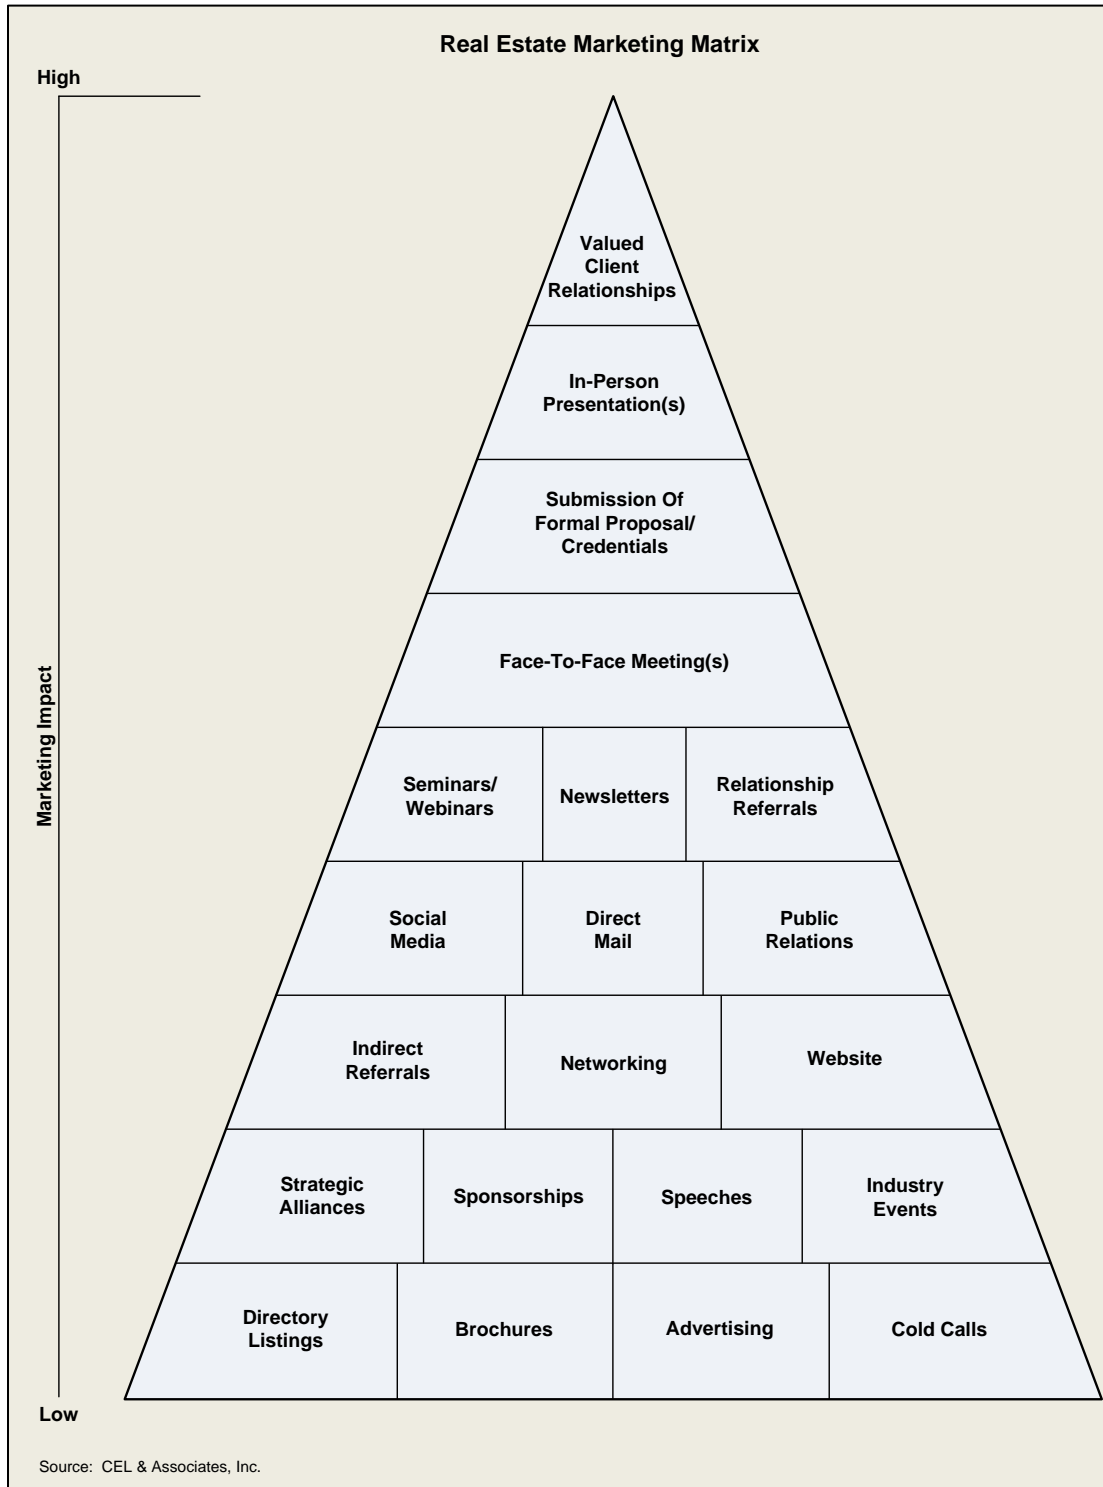 Real Estate Marketing Matrix
High
Marketing Impact
Valued
Client
Relationships
In-Person
Presentation(s)
Submission Of
Formal Proposal/
Credentials
Face-To-Face Meeting(s)
Seminars/
Webinars
Newsletters
Relationship
Referrals
Social
Media
Direct
Mail
Public
Relations
Indirect
Referrals
Networking
Website
Strategic
Alliances
Sponsorships
Speeches
Industry
Events
Directory
Listings
Brochures
Advertising
Cold Calls
Low
Source:  CEL & Associates, Inc.